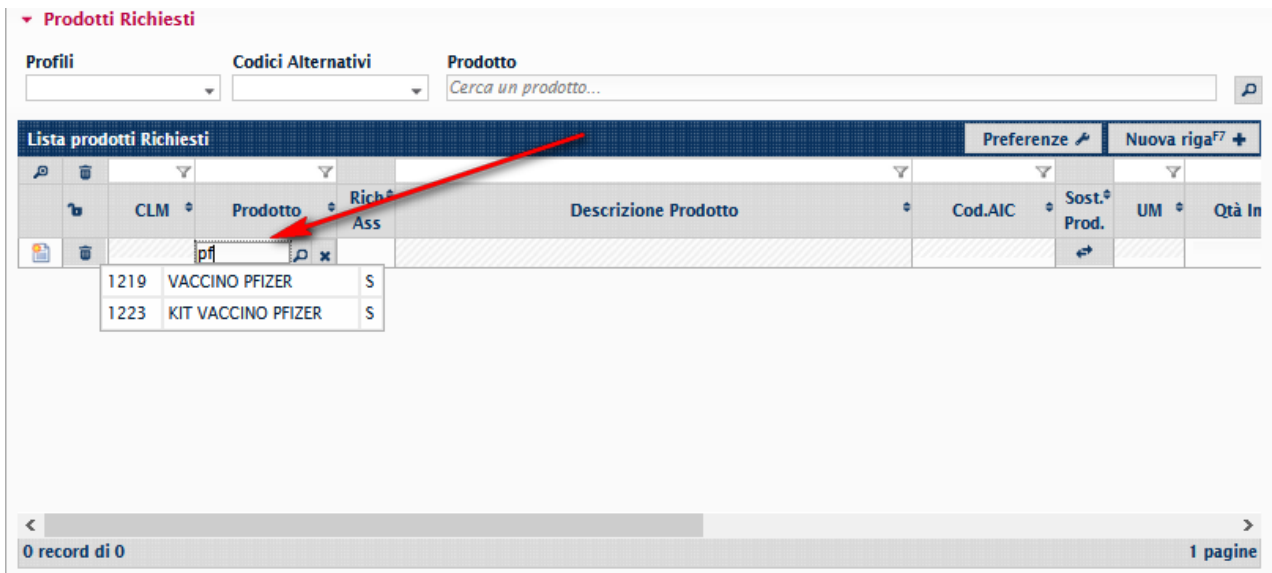 Prodotti Richiesti
Profili Codici Alternativi Prodotto
Cerca un prodotto...
Lista prodotti Richiesti Preferenze Nuova riga F7
CLM Prodotto Rich Ass Descrizione Prodotto Cod.AIC Sost. Prod. UM Qtà In
pf
1219 VACCINO PFIZER S
1223 KIT VACCINO PFIZER S
0 record di 0 1 pagine